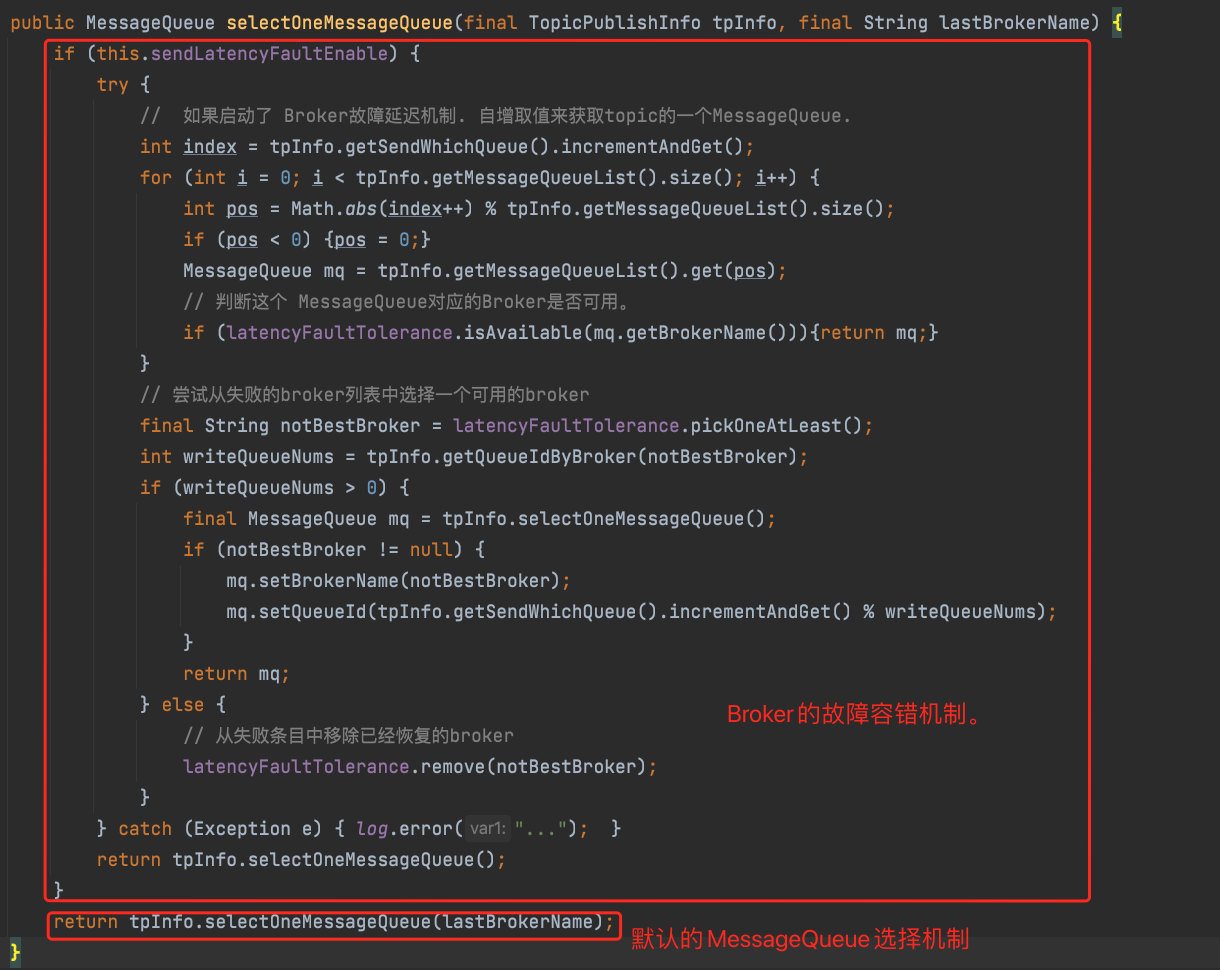 public MessageQueue selectOneMessageQueue(final TopicPublishInfo tpInfo, final String lastBrokerName) {
if (this.sendLatencyFaultEnable) {
try {
// 如果启动了 Broker故障延迟机制. 自增取值来获取topic的一个MessageQueue.
int index = tpInfo.getSendWhichQueue().incrementAndGet();
for (int i = 0; i < tpInfo.getMessageQueueList().size(); i++) {
int pos = Math.abs(index++) % tpInfo.getMessageQueueList().size();
if (pos < 0) {pos = 0;}
MessageQueue mq = tpInfo.getMessageQueueList().get(pos);
// 判断这个 MessageQueue对应的Broker是否可用。
if (latencyFaultTolerance.isAvailable(mq.getBrokerName())){return mq;}
}
// 尝试从失败的broker列表中选择一个可用的broker
final String notBestBroker = latencyFaultTolerance.pickOneAtLeast();
int writeQueueNums = tpInfo.getQueueIdByBroker(notBestBroker);
if (writeQueueNums > 0) {
final MessageQueue mq = tpInfo.selectOneMessageQueue();
if (notBestBroker != null) {
mq.setBrokerName(notBestBroker);
mq.setQueueId(tpInfo.getSendWhichQueue().incrementAndGet() % writeQueueNums);
}
return mq;
} else {
Broker的故障容错机制。
// 从失败条目中移除已经恢复的broker
latencyFaultTolerance.remove(notBestBroker);
}
} catch (Exception e) { log.error( var1: "..."); }
return tpInfo.selectOneMessageQueue();
}
return tpInfo.selectOneMessageQueue(lastBrokerName);
默认的MessageQueue选择机制
}